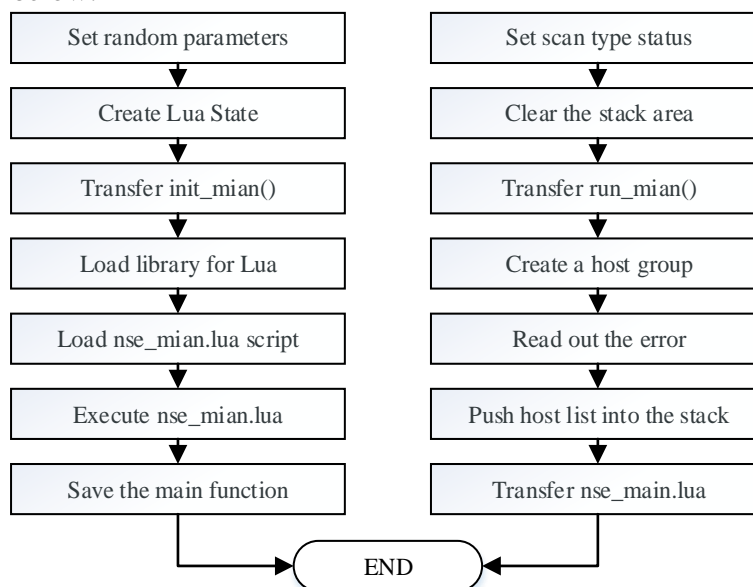 Set random parameters
Create Lua State
Transfer init_mian()
Load library for Lua
Load nse_mian.lua script
Execute nse_mian.lua
Save the main function
Set scan type status
Clear the stack area
Transfer run_mian()
Create a host group
Read out the error
Push host list into the stack
Transfer nse_main.lua
END